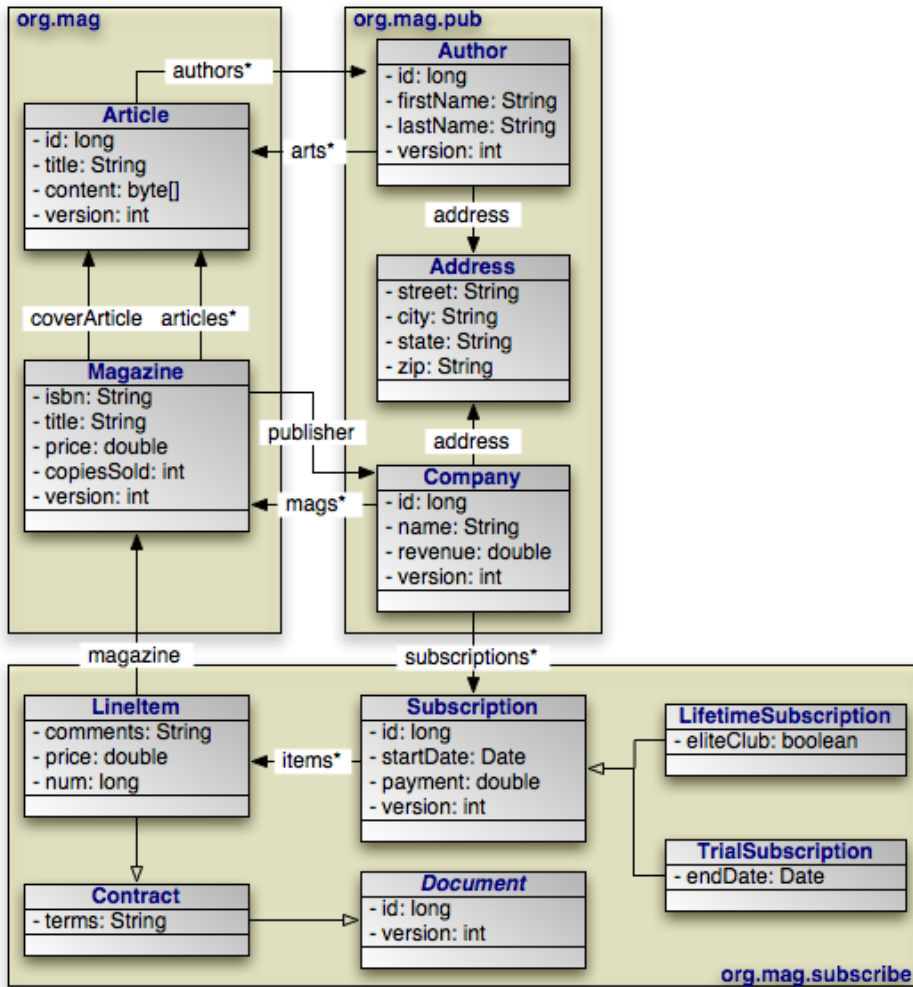 org.mag
authors*
Article
- id: long
- title: String
- content: byte[]
- version: int
arts*
coverArticle
articles*
Magazine
- isbn: String
- title: String
- price: double
- copiesSold: int
- version: int
publisher
mags*
magazine
org.mag.pub
Author
- id: long
- firstName: String
- lastName: String
- version: int
address
Address
- street: String
- city: String
- state: String
- zip: String
address
Company
- id: long
- name: String
- revenue: double
- version: int
subscriptions*
LineItem
- comments: String
- price: double
- num: long
items*
Subscription
- id: long
- startDate: Date
- payment: double
- version: int
LifetimeSubscription
- eliteClub: boolean
TrialSubscription
- endDate: Date
Contract
- terms: String
Document
- id: long
- version: int
org.mag.subscribe